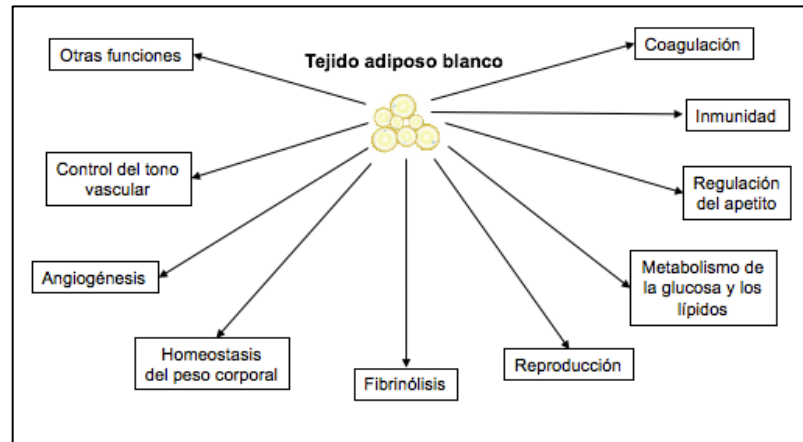 Tejido adiposo blanco
Otras funciones
Coagulación
Inmunidad
Control del tono
vascular
Regulación
del apetito
Angiogénesis
Metabolismo de
la glucosa y los
lípidos
Homeostasis
del peso corporal
Fibrinólisis
Reproducción